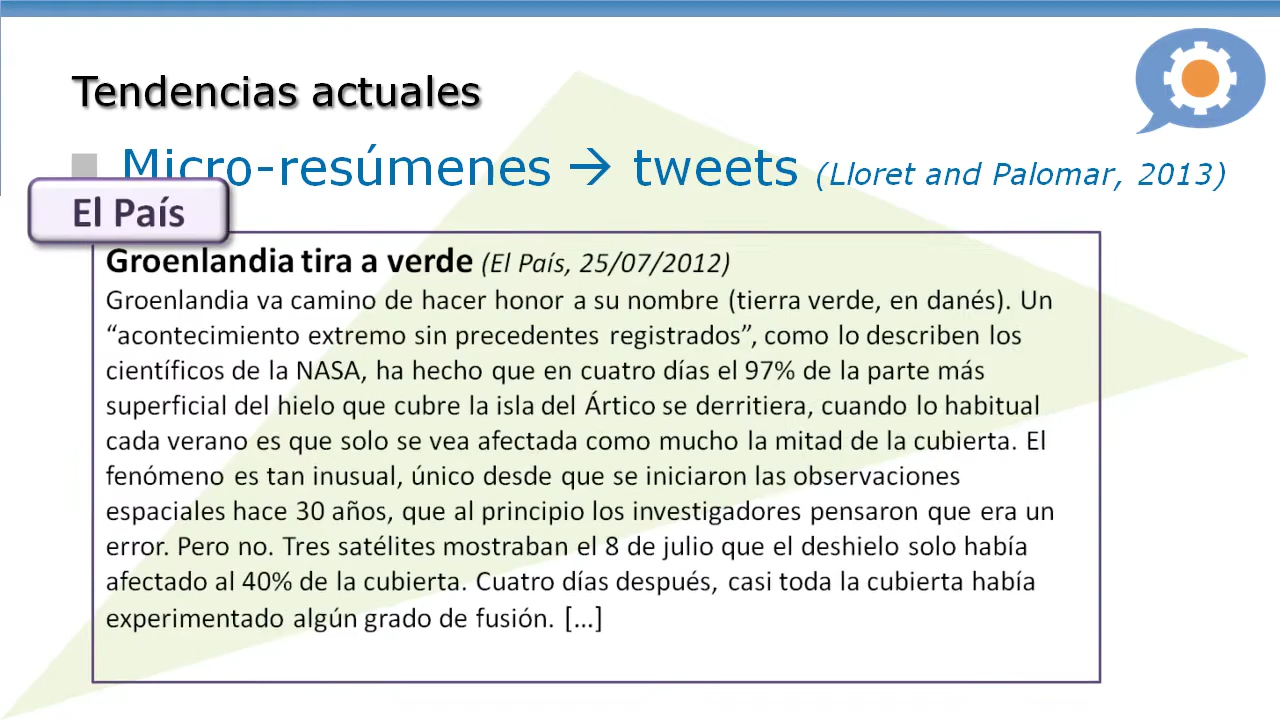 Tendencias actuales
Micro-resúmenes → tweets (Lloret and Palomar, 2013)
El País
Groenlandia tira a verde (El País, 25/07/2012)
Groenlandia va camino de hacer honor a su nombre (tierra verde, en danés). Un
“acontecimiento extremo sin precedentes registrados”, como lo describen los
científicos de la NASA, ha hecho que en cuatro días el 97% de la parte más
superficial del hielo que cubre la isla del Ártico se derritiera, cuando lo habitual
cada verano es que solo se vea afectada como mucho la mitad de la cubierta. El
fenómeno es tan inusual, único desde que se iniciaron las observaciones
espaciales hace 30 años, que al principio los investigadores pensaron que era un
error. Pero no. Tres satélites mostraban el 8 de julio que el deshielo solo había
afectado al 40% de la cubierta. Cuatro días después, casi toda la cubierta había
experimentado algún grado de fusión. [...]